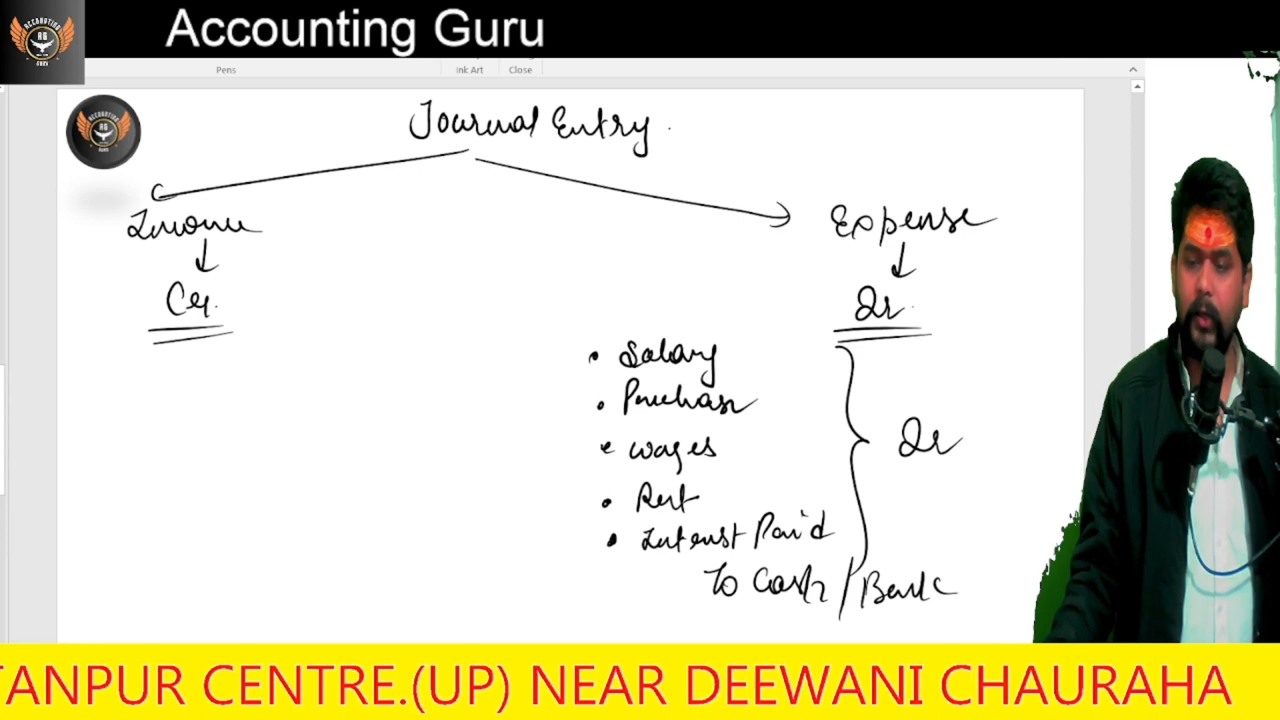 Accounting Guru
Pens
Ink Art
Close
Journal Entry
Income
Expense
Cr.
Dr.
• Salary
• Purchase
• Wages
• Rent
• Interest Paid
Dr
To Cash / Bank
TANPUR CENTRE.(UP) NEAR DEEWANI CHAURAHA